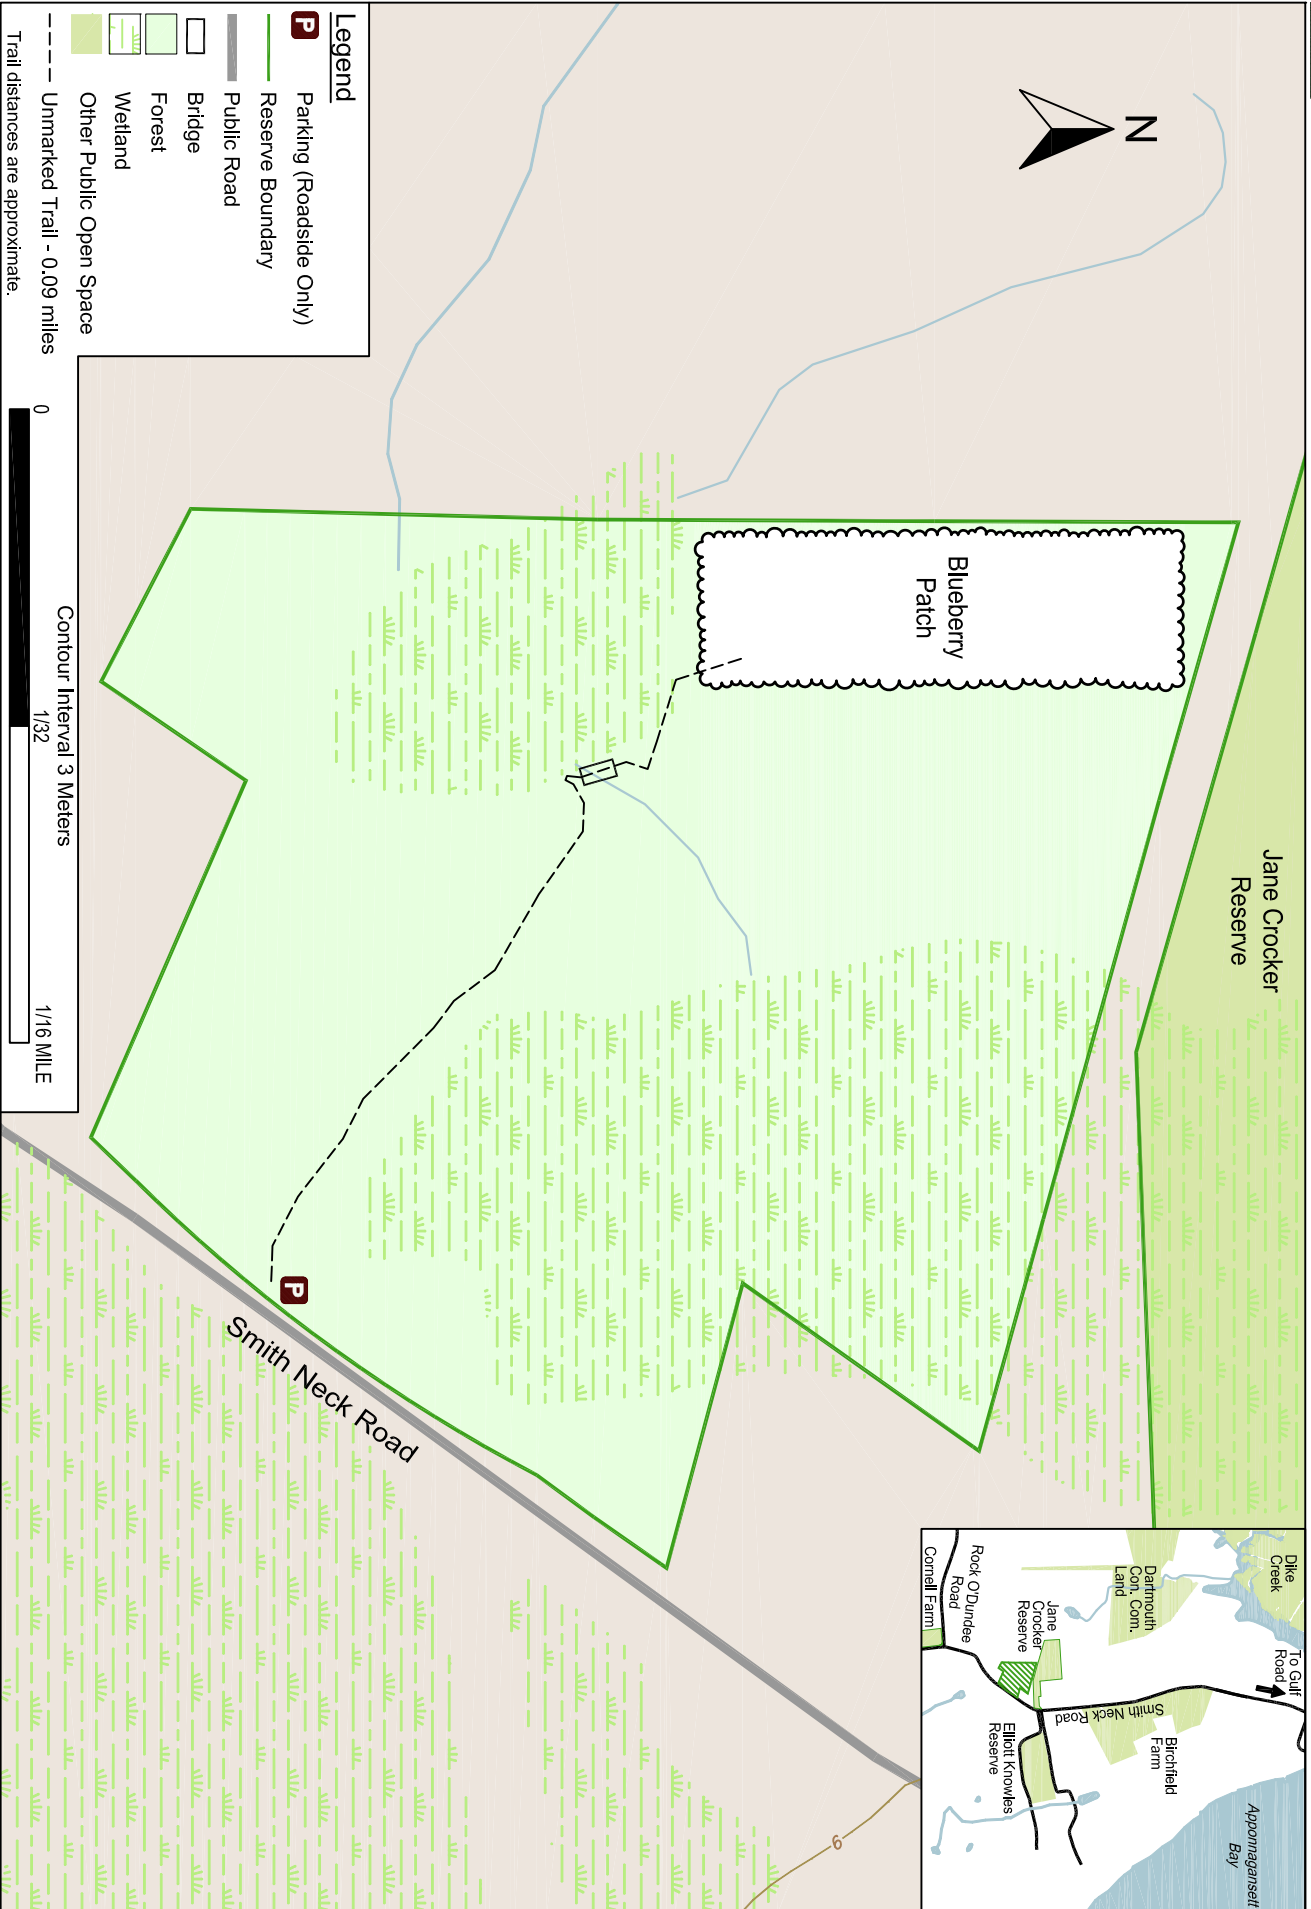 N
Jane Crocker
Reserve
Blueberry
Patch
Smith Neck Road
P
6
Legend
P
Parking (Roadside Only)
Reserve Boundary
Public Road
Bridge
Forest
Wetland
Other Public Open Space
Unmarked Trail - 0.09 miles
Trail distances are approximate.
Contour Interval 3 Meters
0
1/32
1/16 MILE
Dike
Creek
To Gulf
Road
Dartmouth
Con. Com.
Land
Jane
Crocker
Reserve
Rock O'Dundee
Road
Cornell Farm
Smith Neck Road
Birchfield
Farm
Elliott Knowles
Reserve
Apponnagansett
Bay